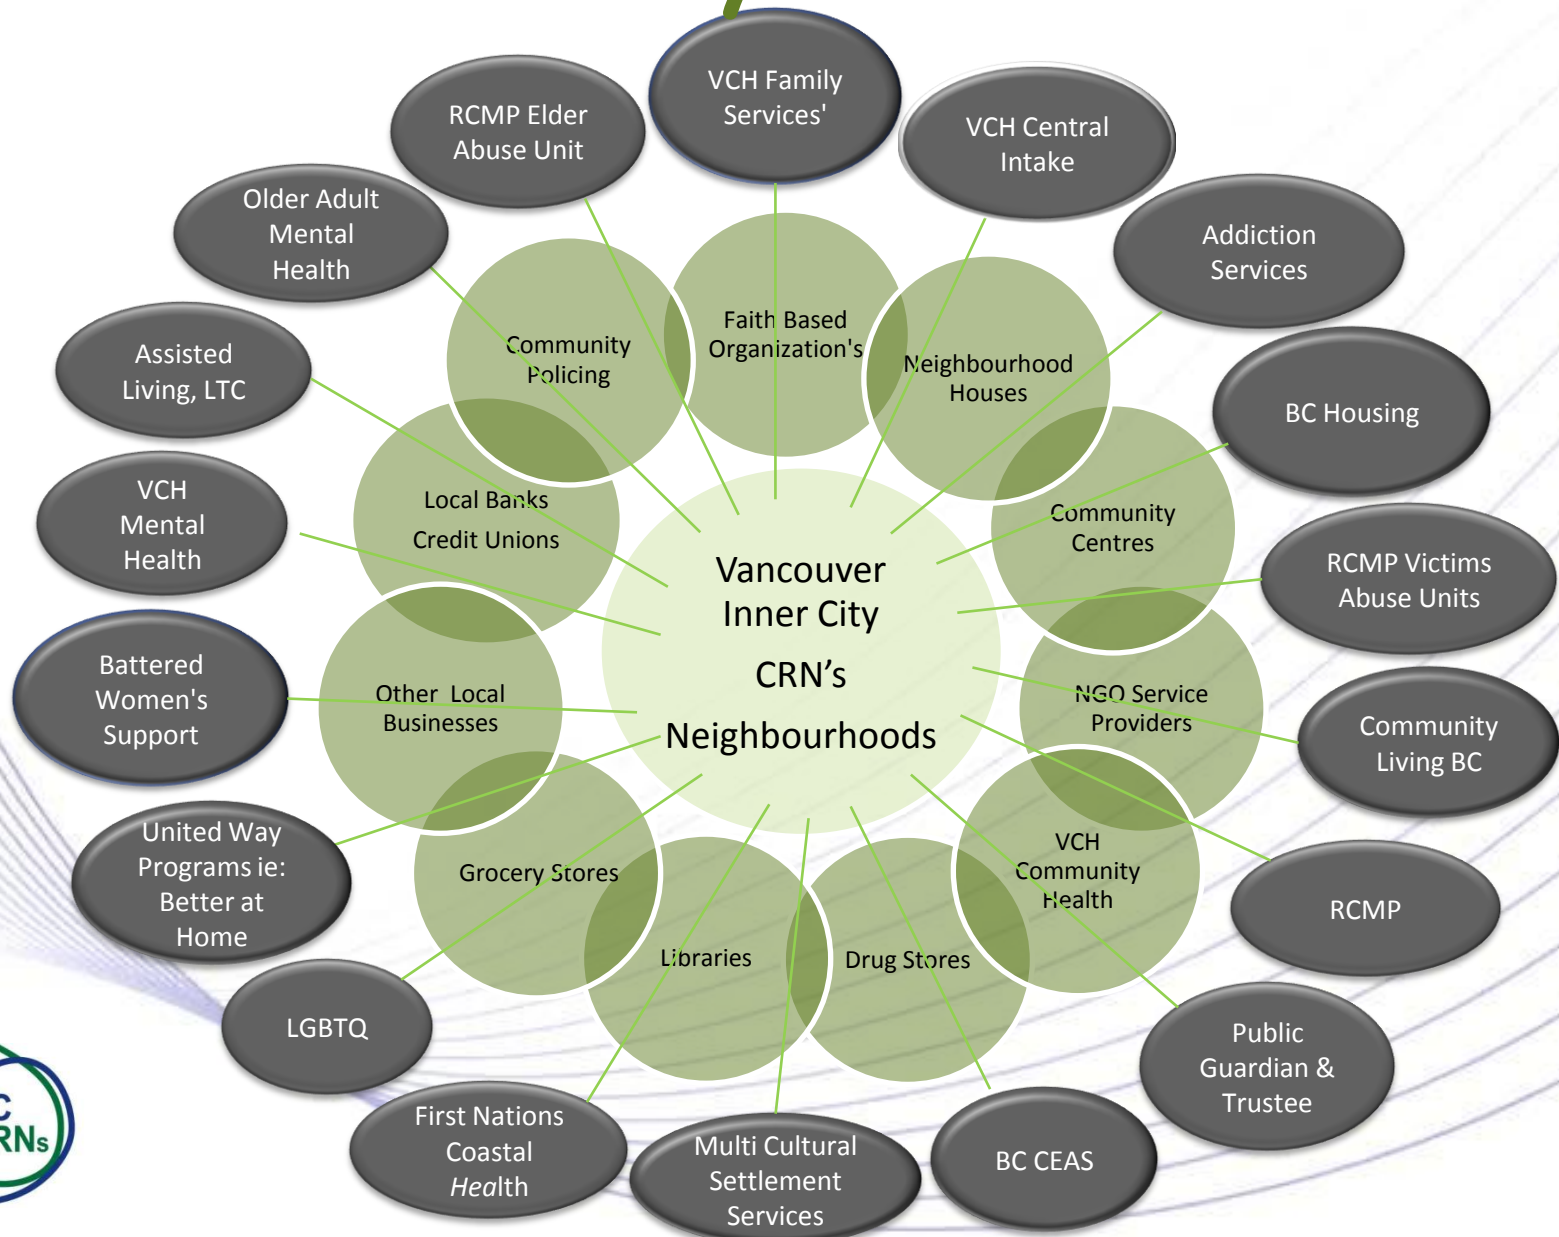 VCH Family
Services'
RCMP Elder
Abuse Unit
VCH Central
Intake
Older Adult
Mental
Health
Addiction
Services
Assisted
Living, LTC
BC Housing
VCH
Mental
Health
RCMP Victims
Abuse Units
Battered
Women's
Support
Community
Living BC
United Way
Programs ie:
Better at
Home
RCMP
LGBTQ
Public
Guardian &
Trustee
First Nations
Coastal
Health
Multi Cultural
Settlement
Services
BC CEAS
Faith Based
Organization's
Community
Policing
Neighbourhood
Houses
Local Banks
Credit Unions
Community
Centres
Other Local
Businesses
NGO Service
Providers
Grocery Stores
VCH
Community
Health
Libraries
Drug Stores
Vancouver
Inner City
CRN's
Neighbourhoods
C
RNs